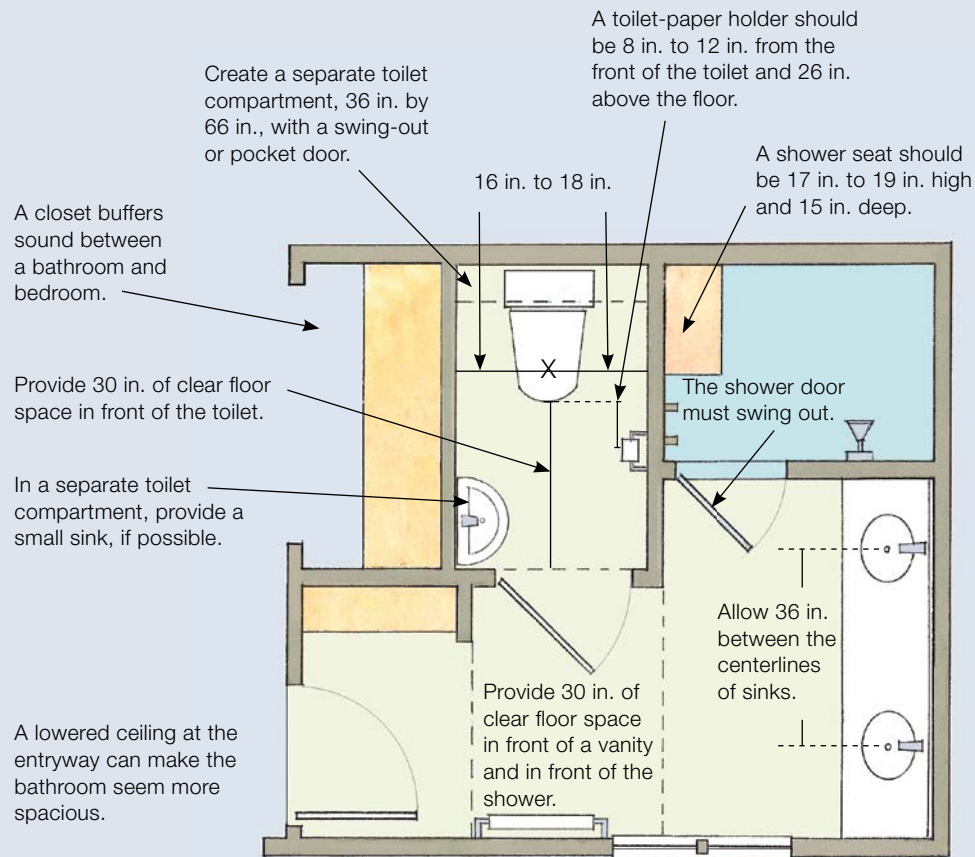 A toilet-paper holder should
be 8 in. to 12 in. from the
front of the toilet and 26 in.
above the floor.
Create a separate toilet
compartment, 36 in. by
66 in., with a swing-out
or pocket door.
16 in. to 18 in.
A shower seat should
be 17 in. to 19 in. high
and 15 in. deep.
A closet buffers
sound between
a bathroom and
bedroom.
X
Provide 30 in. of clear floor
space in front of the toilet.
The shower door
must swing out.
In a separate toilet
compartment, provide a
small sink, if possible.
Allow 36 in.
between the
centerlines
of sinks.
Provide 30 in. of
clear floor space
in front of a vanity
and in front of the
shower.
A lowered ceiling at the
entryway can make the
bathroom seem more
spacious.